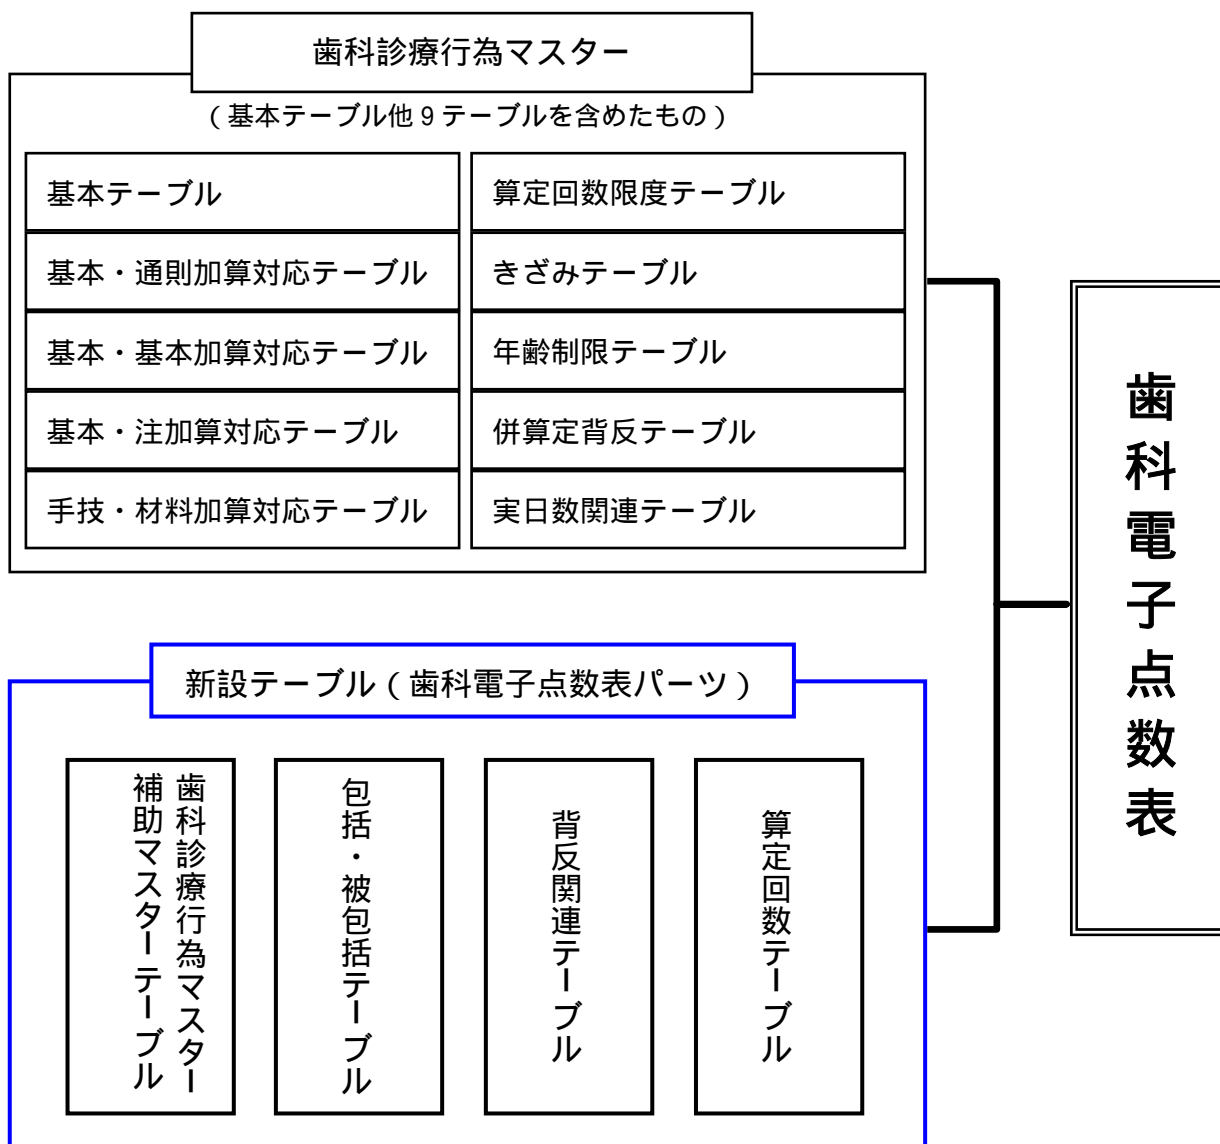 歯科診療行為マスター
(基本テーブル他9テーブルを含めたもの)
基本テーブル
算定回数限度テーブル
基本・通則加算対応テーブル
きざみテーブル
基本・基本加算対応テーブル
年齢制限テーブル
基本・注加算対応テーブル
併算定背反テーブル
手技・材料加算対応テーブル
実日数関連テーブル
歯科電子点数表
新設テーブル(歯科電子点数表パーツ)
歯科診療行為マスター
補助マスターテーブル
包括・被包括テーブル
背反関連テーブル
算定回数テーブル